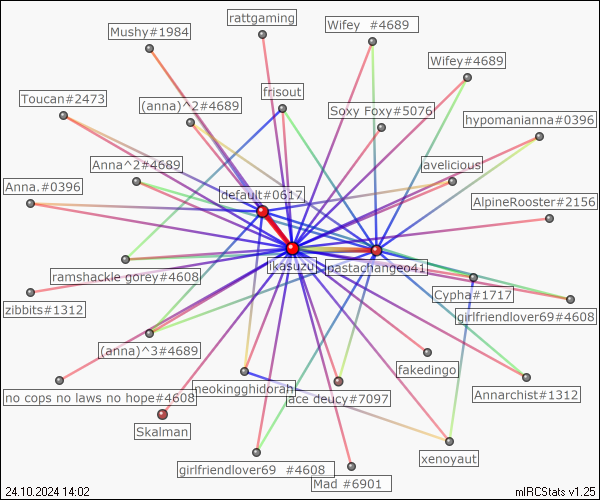 rattgaming
Wifey  #4689
Mushy#1984
Wifey#4689
frisout
Toucan#2473
(anna)^2#4689
Soxy Foxy#5076
hypomanianna#0396
Anna^2#4689
avelicious
Anna.#0396
default#0617
AlpineRooster#2156
ikasuzu
pastachangeo41
ramshackle gorey#4608
Cypha#1717
zibbits#1312
girlfriendlover69#4608
(anna)^3#4689
fakedingo
neokingghidorah
no cops no laws no hope#4608
ace deucy#7097
Annarchist#1312
Skalman
xenoyaut
girlfriendlover69  #4608
Mad #6901
24.10.2024 14:02
mIRCStats v1.25